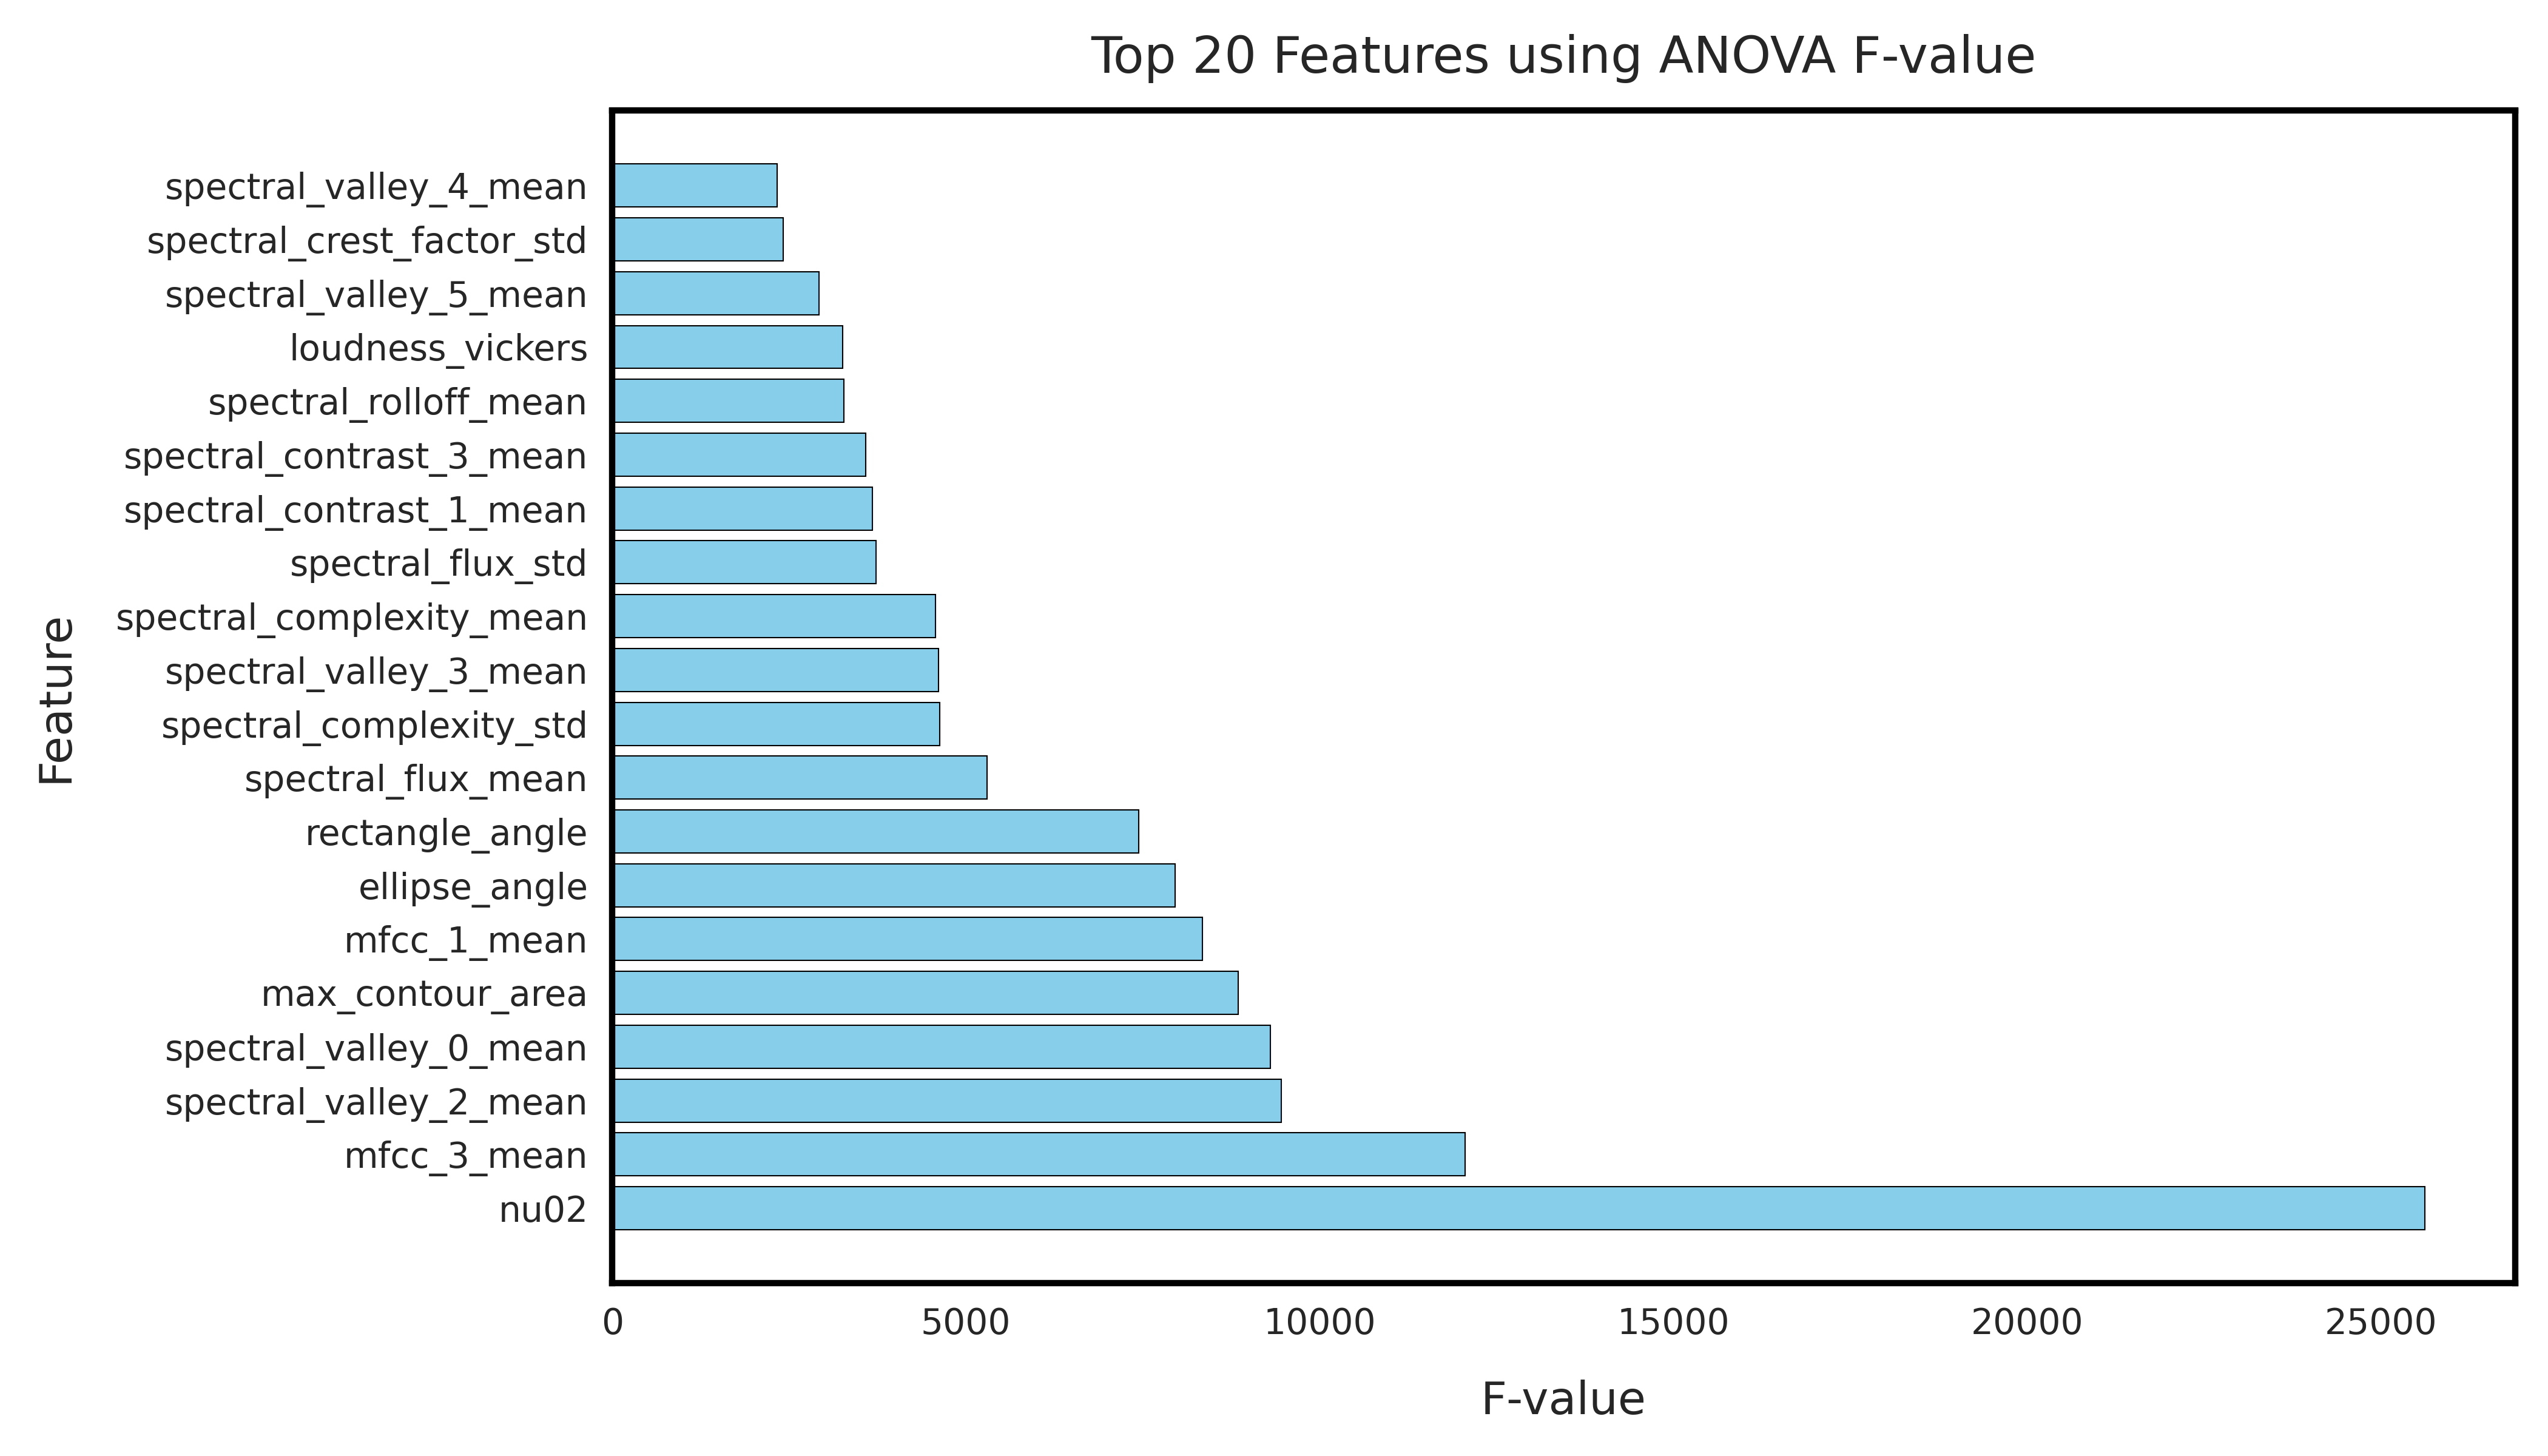 Top 20 Features using ANOVA F-value
Feature
spectral_valley_4_mean
spectral_crest_factor_std
spectral_valley_5_mean
loudness_vickers
spectral_rolloff_mean
spectral_contrast_3_mean
spectral_contrast_1_mean
spectral_flux_std
spectral_complexity_mean
spectral_valley_3_mean
spectral_complexity_std
spectral_flux_mean
rectangle_angle
ellipse_angle
mfcc_1_mean
max_contour_area
spectral_valley_0_mean
spectral_valley_2_mean
mfcc_3_mean
nu02
0 5000 10000 15000 20000 25000
F-value